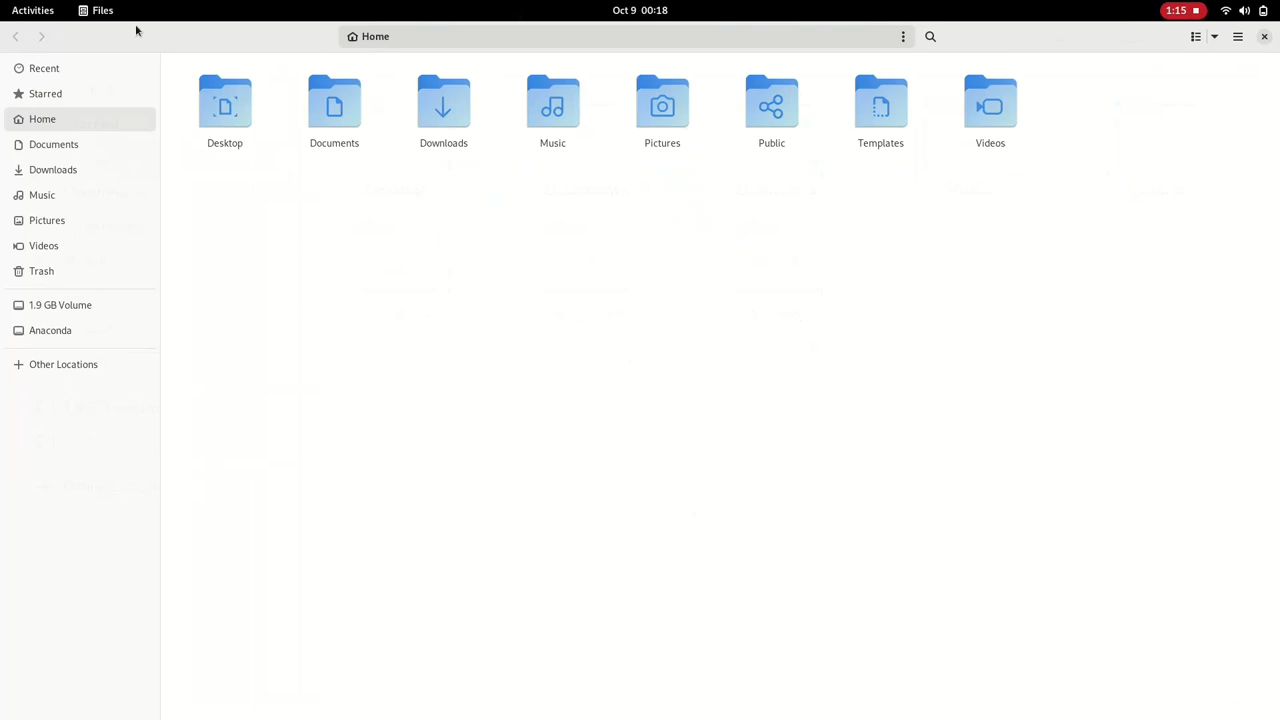 Activities
Files
Oct 9 00:18
1:15
Home
Recent
Starred
Home
Documents
Downloads
Music
Pictures
Videos
Trash
1.9 GB Volume
Anaconda
Other Locations
Desktop
Documents
Downloads
Music
Pictures
Public
Templates
Videos